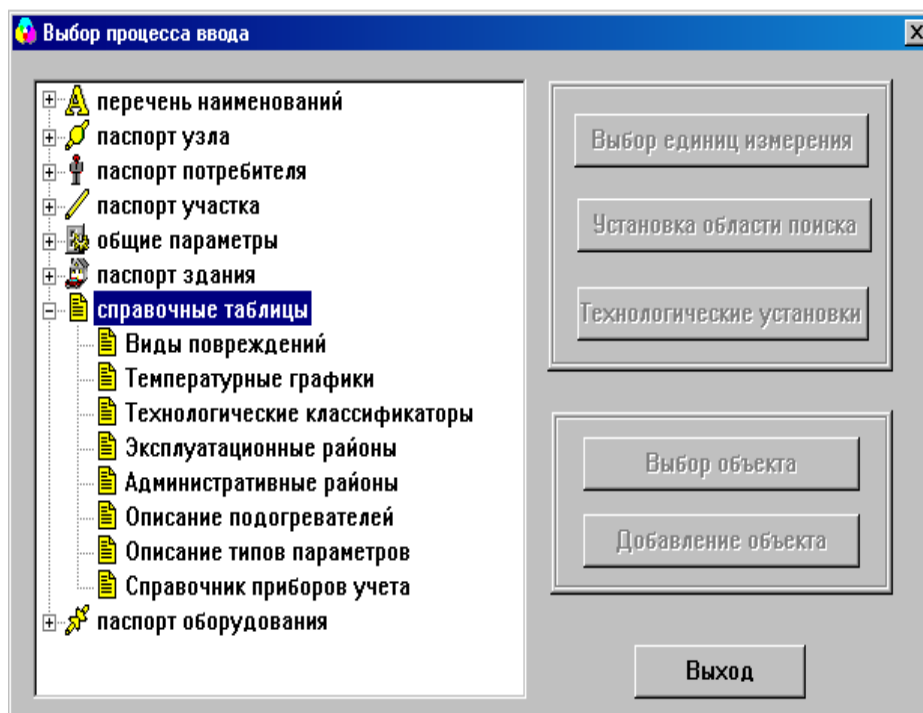 Выбор процесса ввода
перечень наименований
паспорт узла
паспорт потребителя
паспорт участка
общие параметры
паспорт здания
справочные таблицы
Виды повреждений
Температурные графики
Технологические классификаторы
Эксплуатационные районы
Административные районы
Описание подогревателей
Описание типов параметров
Справочник приборов учета
паспорт оборудования
Выбор единиц измерения
Установка области поиска
Технологические установки
Выбор объекта
Добавление объекта
Выход